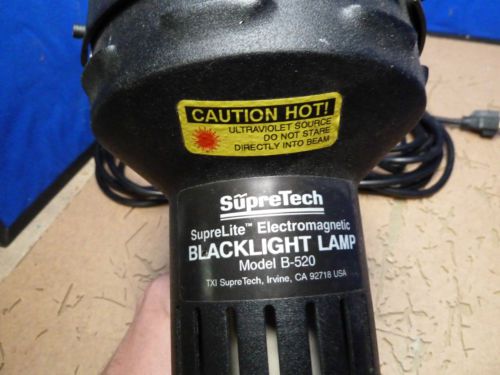 CAUTION HOT!
ULTRAVIOLET SOURCE
DO NOT STARE
DIRECTLY INTO BEAM
SüpreTech
SupreLite™ Electromagnetic
BLACKLIGHT LAMP
Model B-520
TXI SupreTech, Irvine, CA 92718 USA